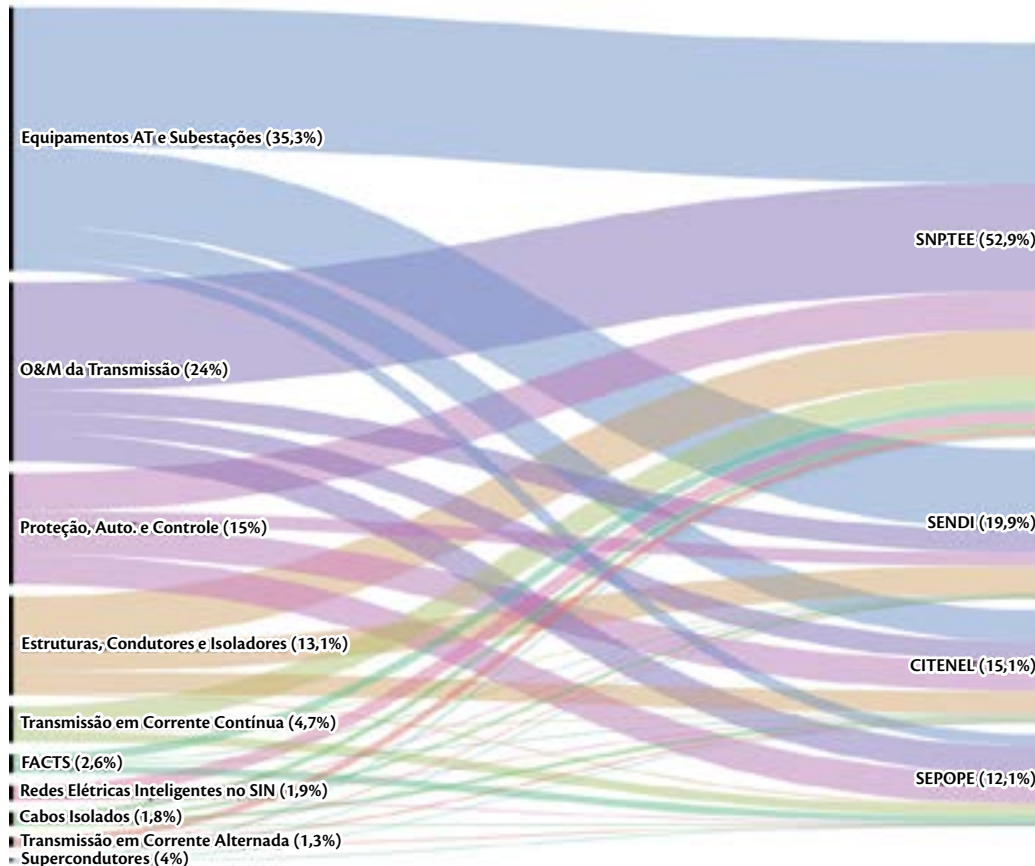 Equipamentos AT e Subestações (35,3%)
SNPTEE (52,9%)
O&M da Transmissão (24%)
Proteção, Auto. e Controle (15%)
SENDI (19,9%)
Estruturas, Condutores e Isoladores (13,1%)
CITENEL (15,1%)
Transmissão em Corrente Contínua (4,7%)
FACTS (2,6%)
SEPOPE (12,1%)
Redes Elétricas Inteligentes no SIN (1,9%)
Cabos Isolados (1,8%)
Transmissão em Corrente Alternada (1,3%)
Supercondutores (4%)